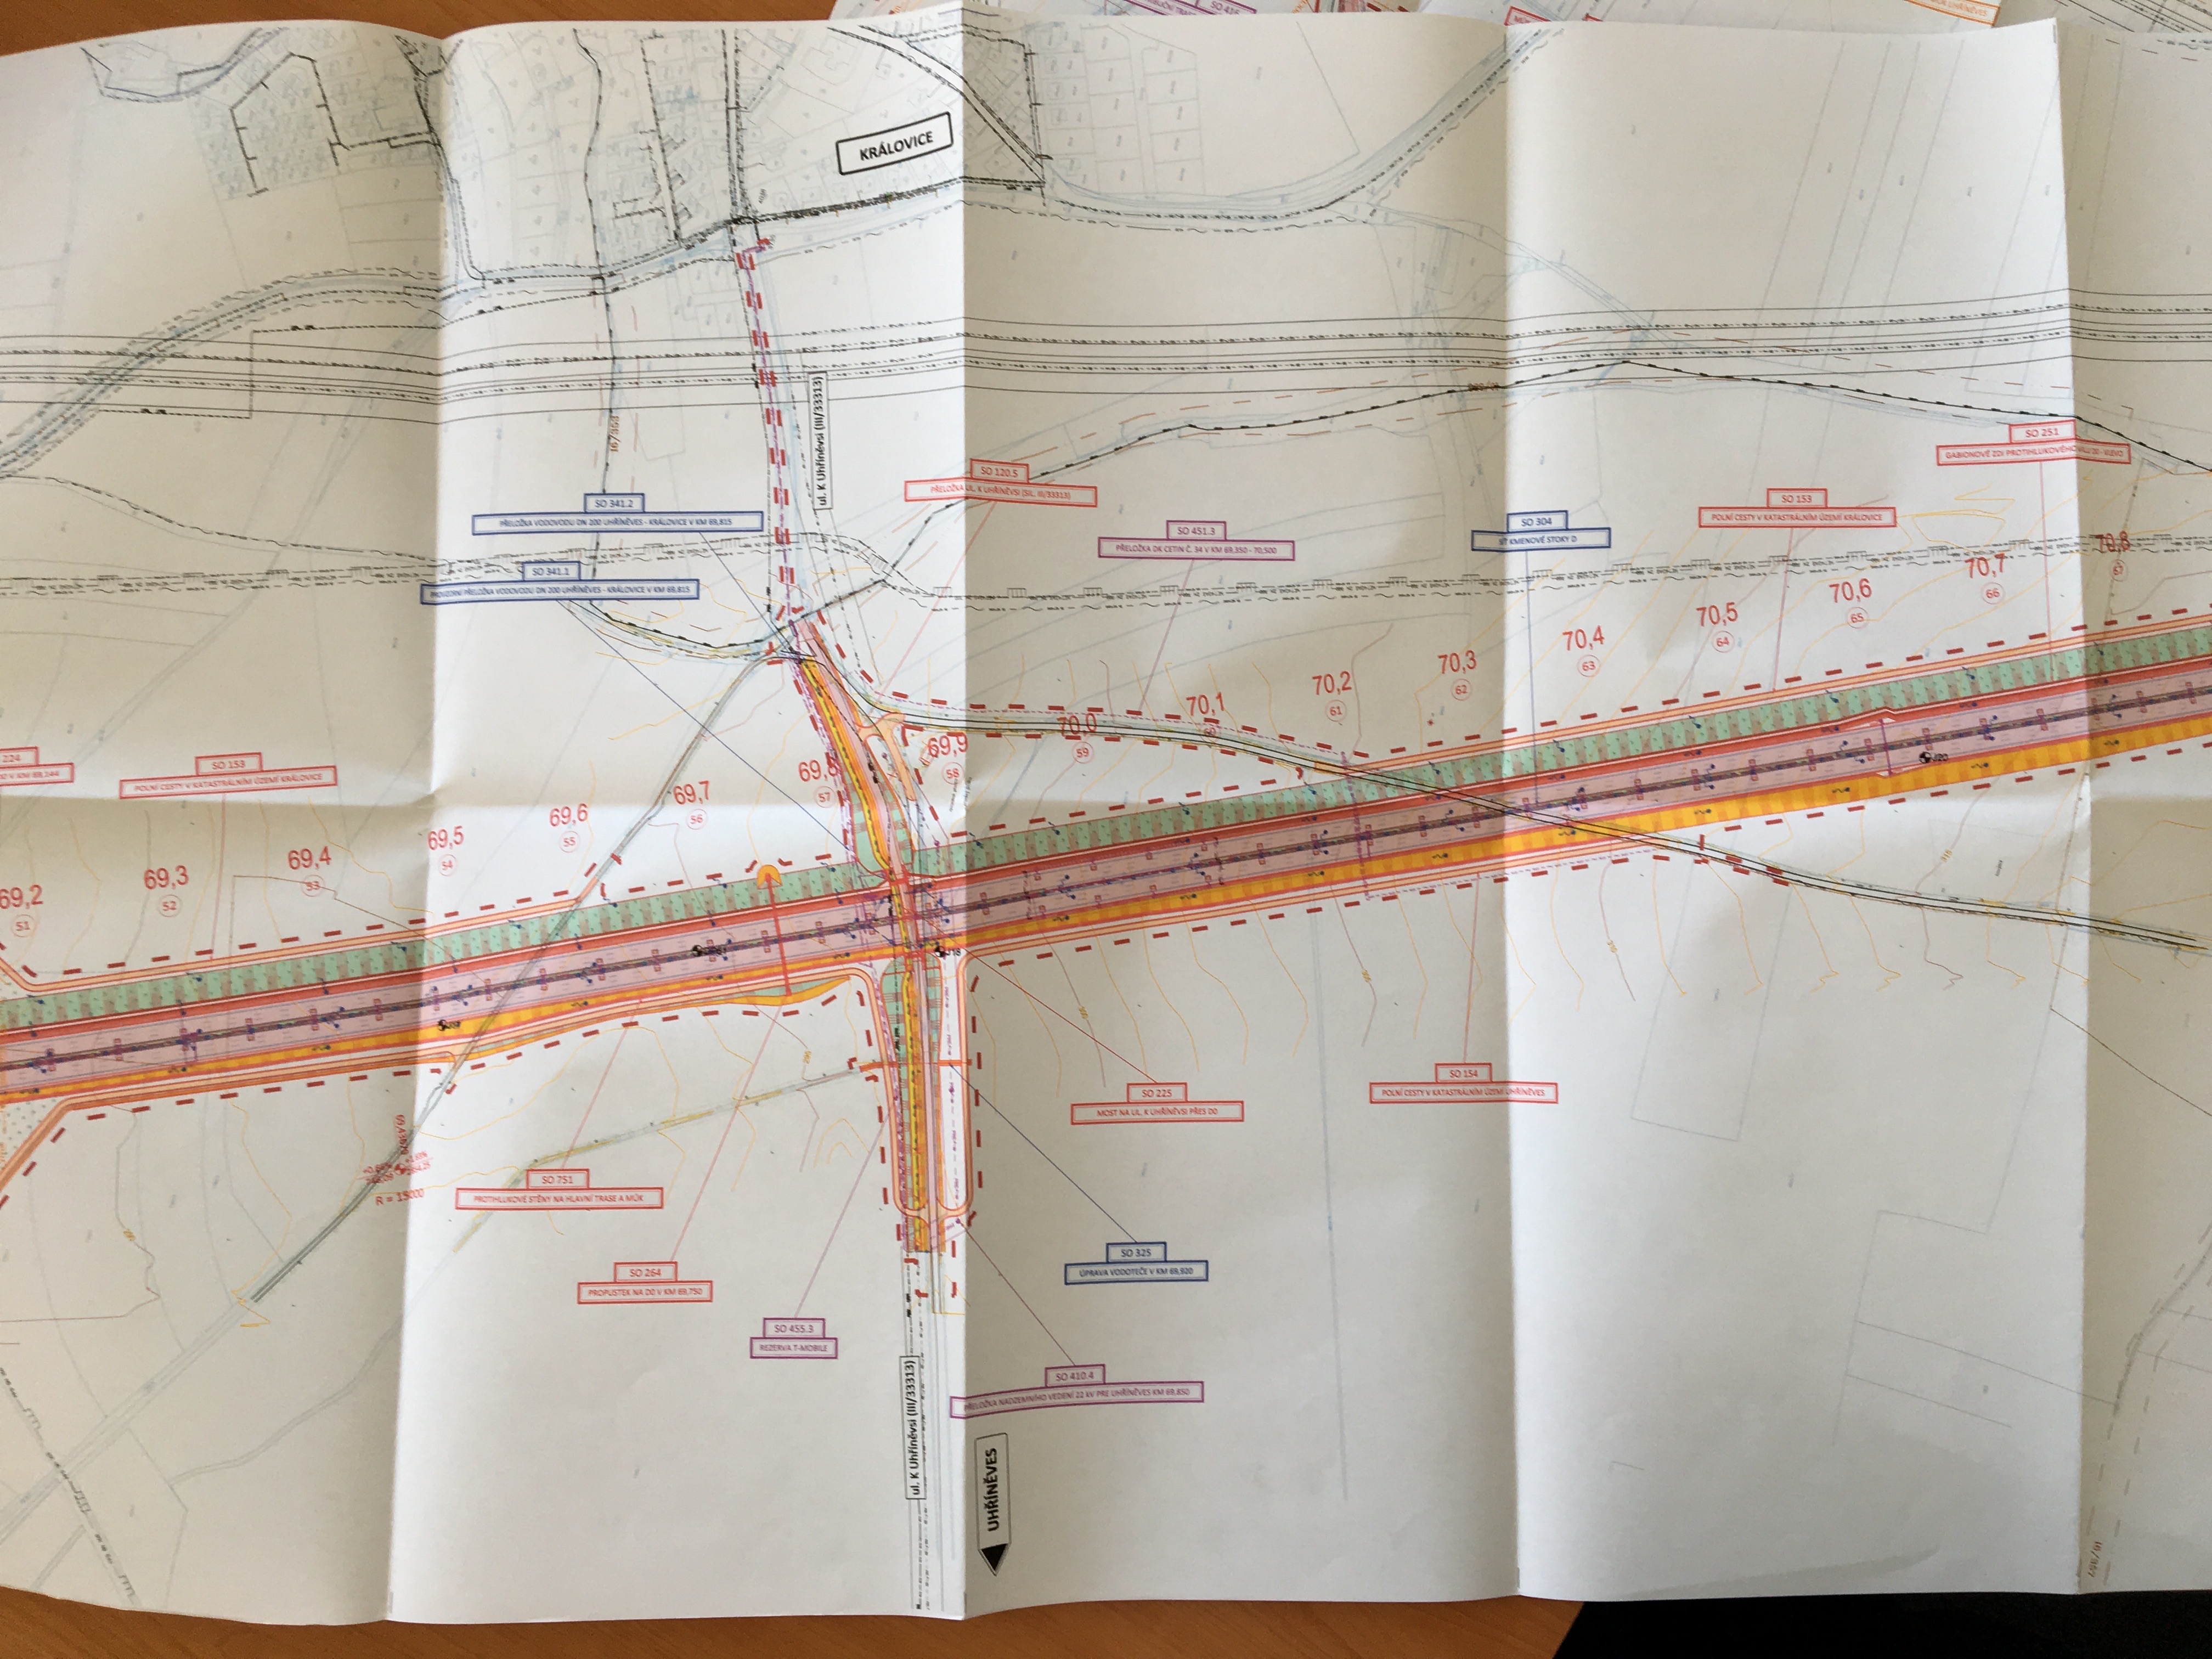 KRÁLOVICE
ul. K Uhříněvsi (III/33313)
16/353
SO 251
SO 120.5
PŘELOŽKA UL. K UHŘÍNĚVSI (SIL. III/33313)
SO 341.2
PŘELOŽKA VODOVODU DN 200 UHŘÍNĚVES - KRÁLOVICE V KM 69,815
SO 153
POLNÍ CESTY V KATASTRÁLNÍM ÚZEMÍ KRÁLOVICE
SO 304
KMENOVÉ STOKY D
SO 451.3
PŘELOŽKA DK CETIN Č. 34 V KM 69,350 - 70,500
SO 341.1
PŘELOŽKA VODOVODU DN 200 UHŘÍNĚVES - KRÁLOVICE V KM 69,815
70,8
67
70,7
66
70,6
65
70,5
64
70,4
63
70,3
62
70,2
61
70,1
60
70,0
59
69,9
58
69,8
57
69,7
56
69,6
55
69,5
54
69,4
53
69,3
52
69,2
51
224
V KM 69,144
SO 153
POLNÍ CESTY V KATASTRÁLNÍM ÚZEMÍ KRÁLOVICE
SO 225
MOST NA UL. K UHŘÍNĚVSI PŘES D0
SO 154
POLNÍ CESTY V KATASTRÁLNÍM ÚZEMÍ UHŘÍNĚVES
R = 15000
SO 751
PROTIHLUKOVÉ STĚNY NA HLAVNÍ TRASE A MÚK
SO 264
PROPUSTEK NA D0 V KM 69,750
SO 325
ÚPRAVA VODOTEČE V KM 69,920
SO 455.3
REZERVA T-MOBILE
SO 410.4
PŘELOŽKA NADZEMNÍHO VEDENÍ 22 kV PRE UHŘÍNĚVES KM 69,850
ul. K Uhříněvsi (III/33313)
UHŘÍNĚVES